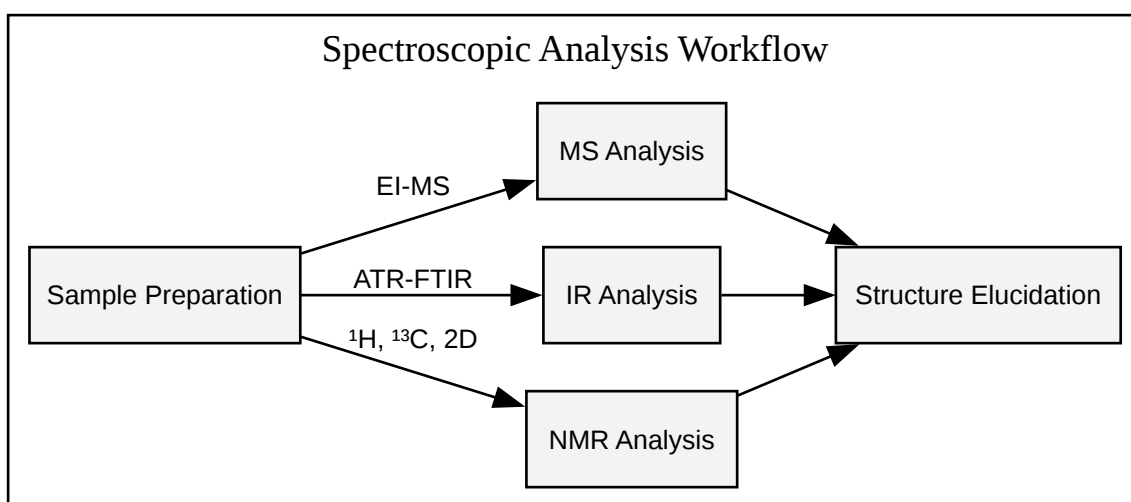 Spectroscopic Analysis Workflow
MS Analysis
EI-MS
Sample Preparation
ATR-FTIR
IR Analysis
Structure Elucidation
¹H, ¹³C, 2D
NMR Analysis